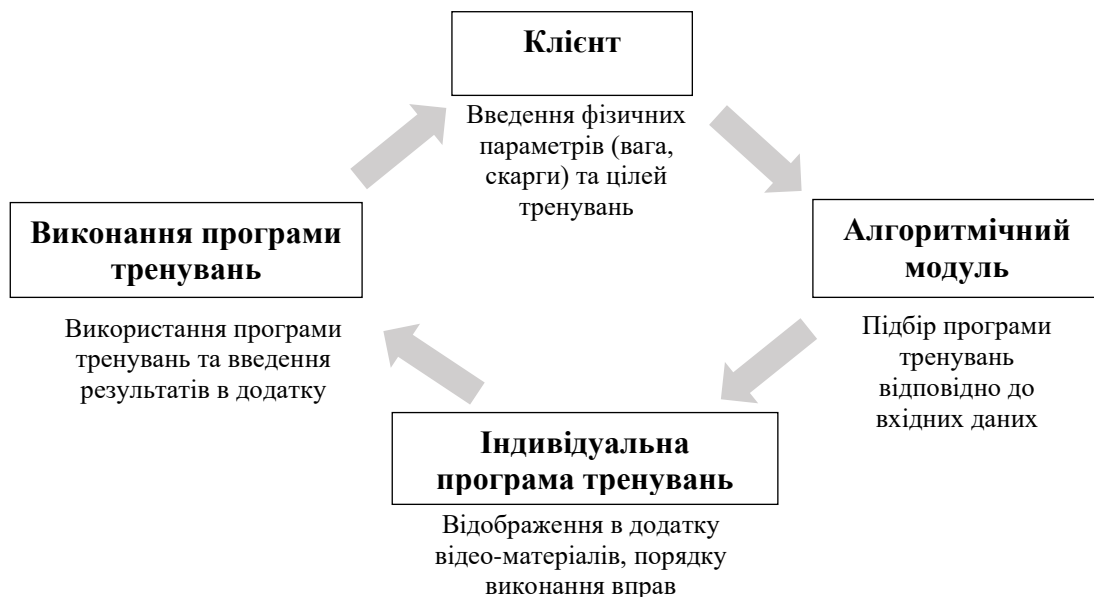 Клієнт
Введення фізичних
параметрів (вага,
скарги) та цілей
тренувань
Алгоритмічний
модуль
Підбір програми
тренувань
відповідно до
вхідних даних
Індивідуальна
програма тренувань
Відображення в додатку
відео-матеріалів, порядку
виконання вправ
Виконання програми
тренувань
Використання програми
тренувань та введення
результатів в додатку